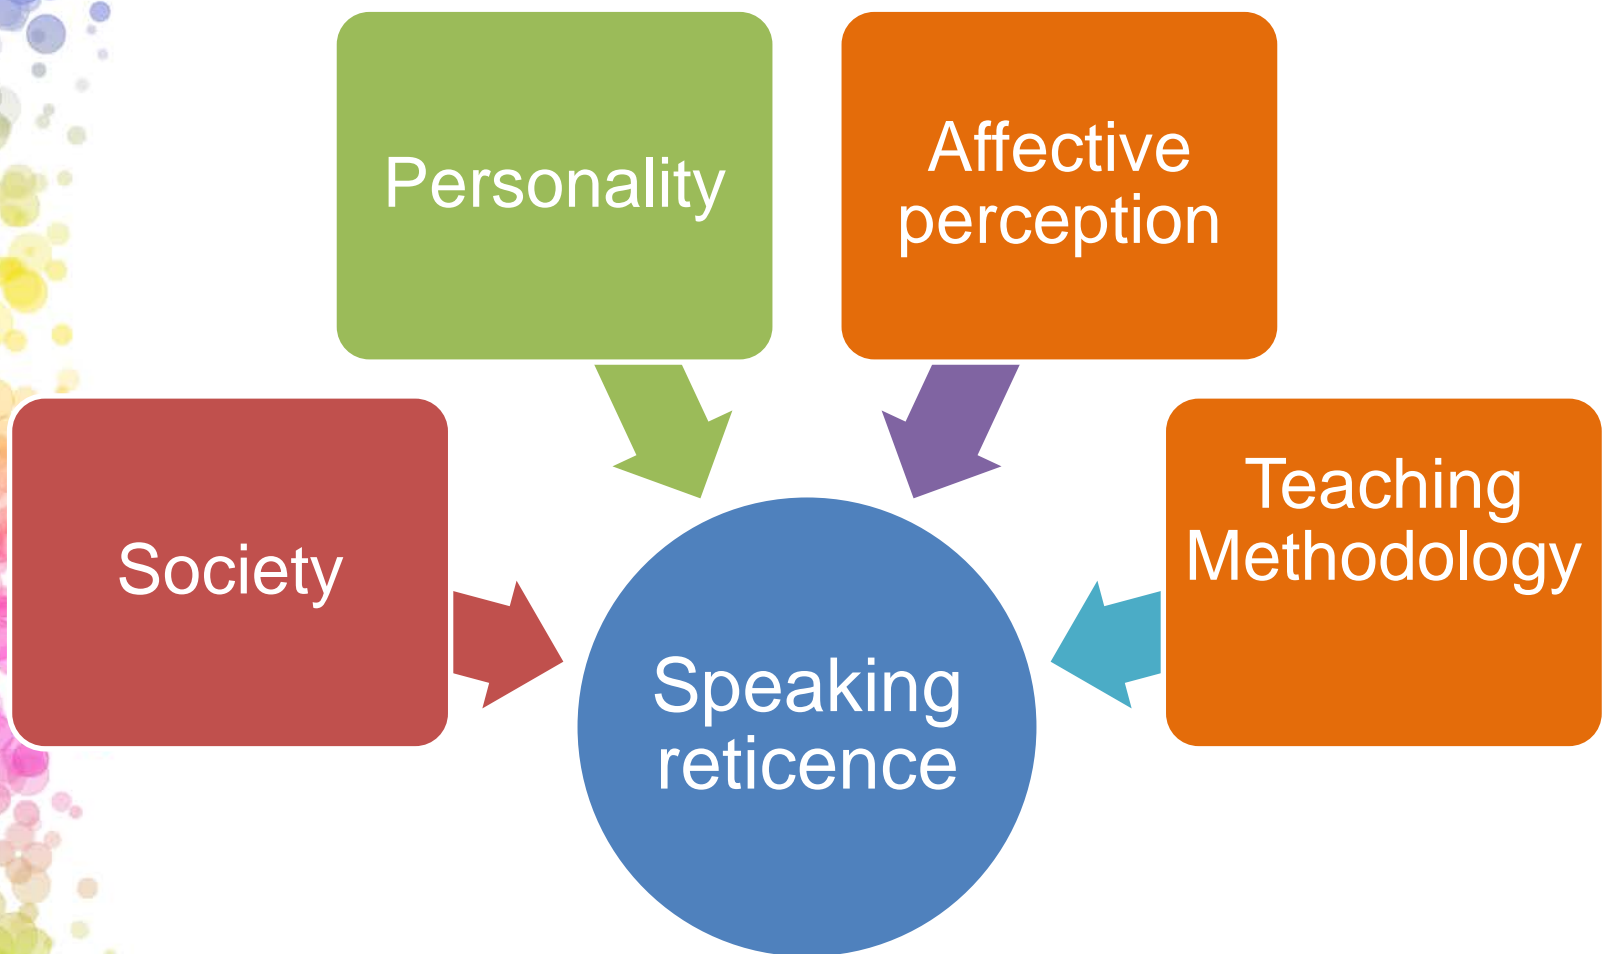 Personality
Affective
perception
Society
Teaching
Methodology
Speaking
reticence